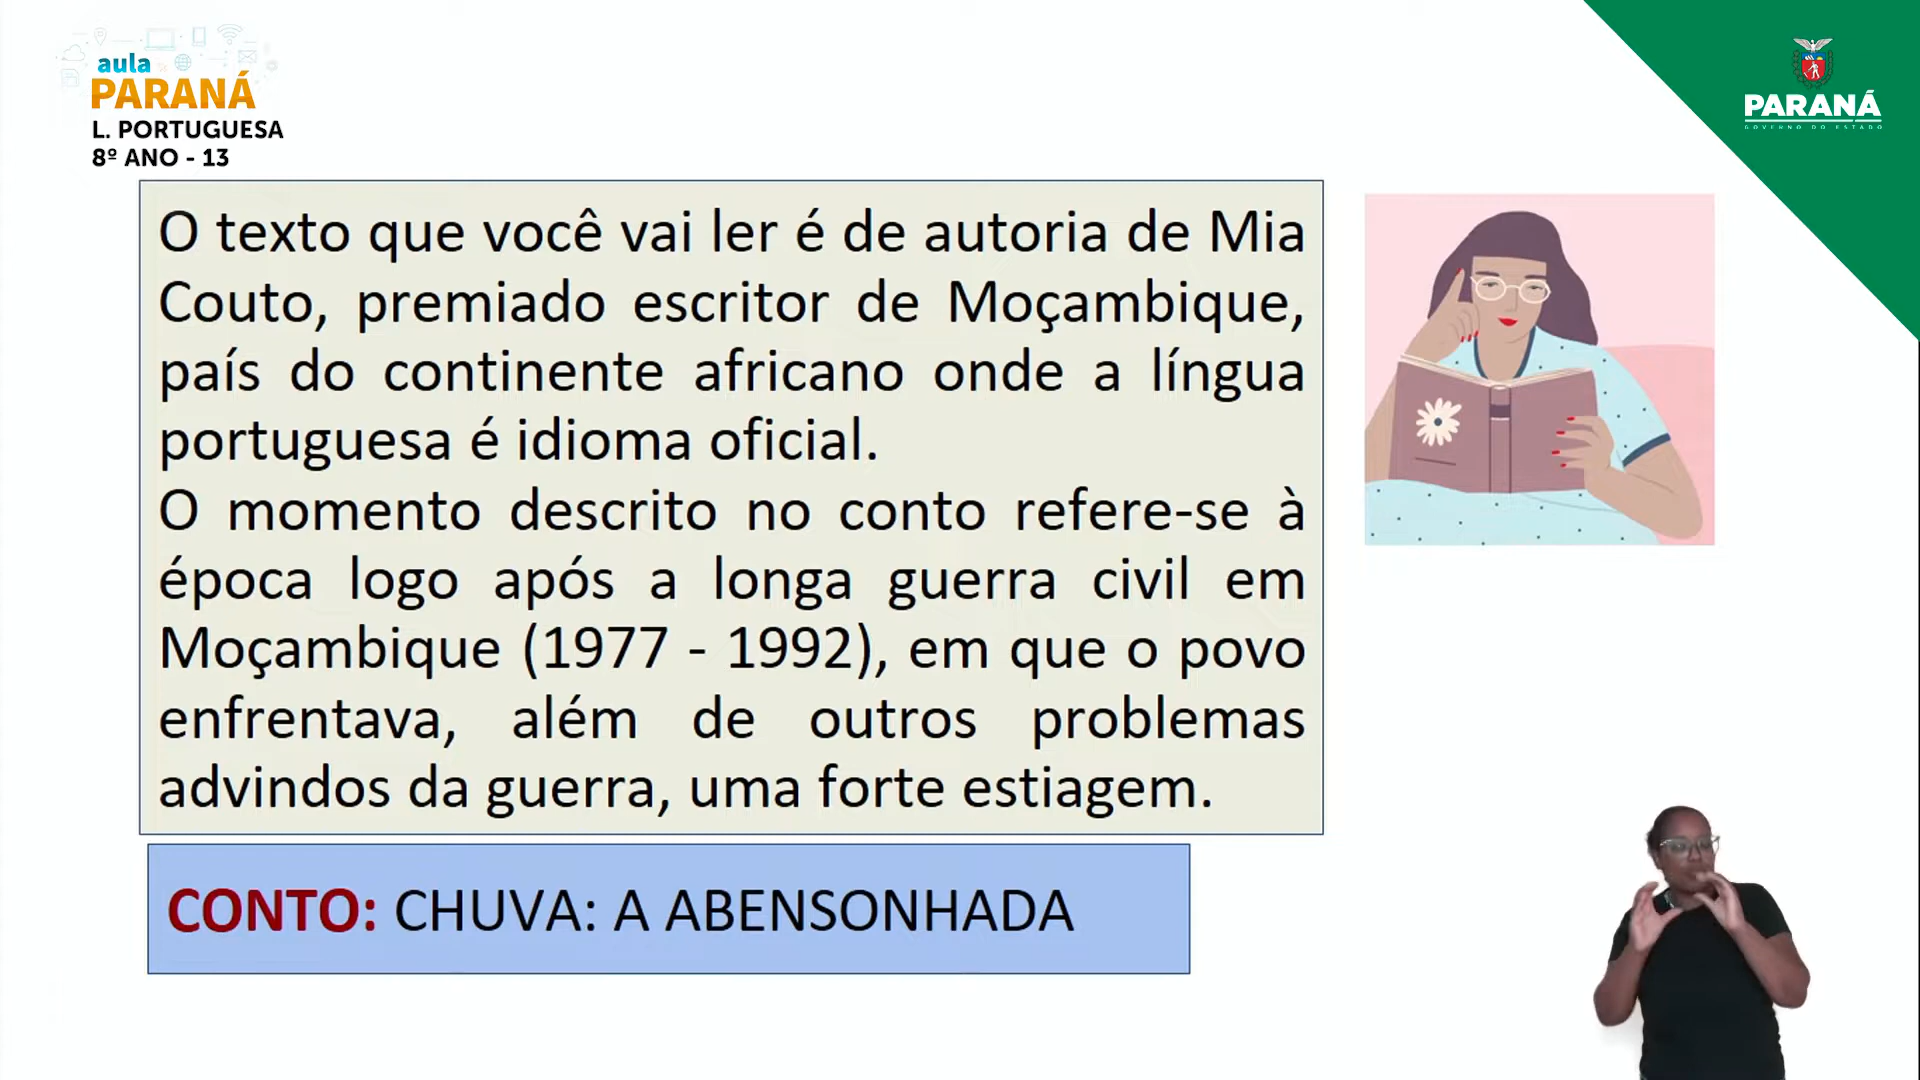 aula
PARANÁ
L. PORTUGUESA
8º ANO - 13
PARANÁ
GOVERNO DO ESTADO
O texto que você vai ler é de autoria de Mia
Couto, premiado escritor de Moçambique,
país do continente africano onde a língua
portuguesa é idioma oficial.
O momento descrito no conto refere-se à
época logo após a longa guerra civil em
Moçambique (1977 - 1992), em que o povo
enfrentava, além de outros problemas
advindos da guerra, uma forte estiagem.
CONTO: CHUVA: A ABENSONHADA